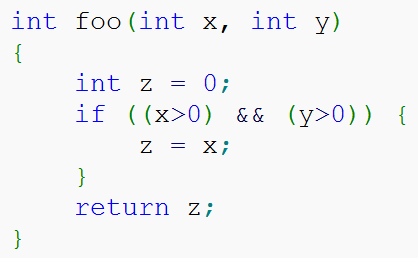 int foo(int x, int y)
{
    int z = 0;
    if ((x>0) && (y>0)) {
        z = x;
    }
    return z;
}